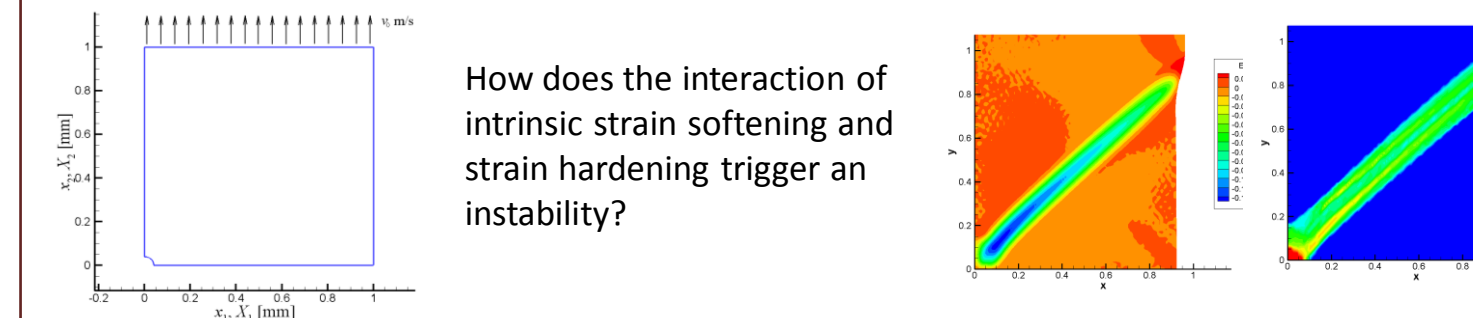 v₀ m/s
1
0.8
0.6
0.4
0.2
0
-0.2 0 0.2 0.4 0.6 0.8 1
x₂, X₂ [mm]
x₁, X₁ [mm]
How does the interaction of
intrinsic strain softening and
strain hardening trigger an
instability?
1
0.8
0.6
0.4
0.2
0
y
0 0.2 0.4 0.6 0.8 1
x
1
0.8
0.6
0.4
0.2
0
y
0 0.2 0.4 0.6 0.8
x